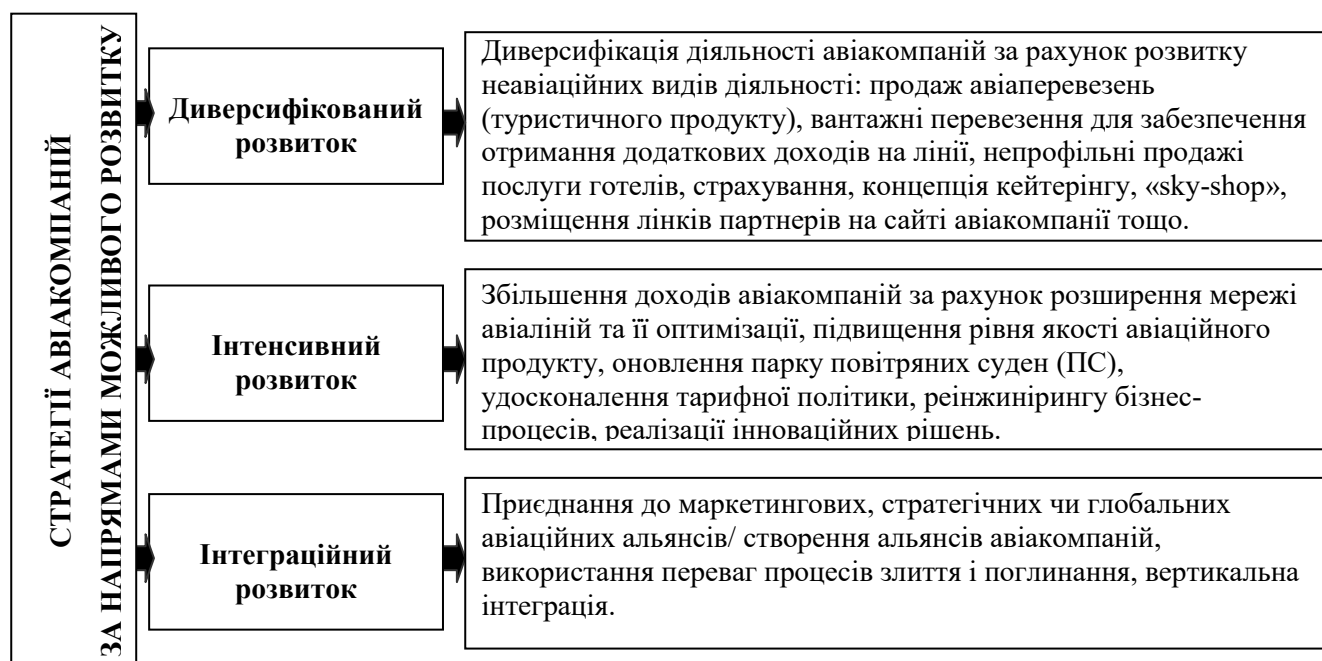 СТРАТЕГІЇ АВІАКОМПАНІЙ
ЗА НАПРЯМАМИ МОЖЛИВОГО РОЗВИТКУ
Диверсифікований
розвиток
Диверсифікація діяльності авіакомпаній за рахунок розвитку
неавіаційних видів діяльності: продаж авіаперевезень
(туристичного продукту), вантажні перевезення для забезпечення
отримання додаткових доходів на лінії, непрофільні продажі
послуги готелів, страхування, концепція кейтерінгу, «sky-shop»,
розміщення лінків партнерів на сайті авіакомпанії тощо.
Інтенсивний
розвиток
Збільшення доходів авіакомпаній за рахунок розширення мережі
авіаліній та її оптимізації, підвищення рівня якості авіаційного
продукту, оновлення парку повітряних суден (ПС),
удосконалення тарифної політики, реінжинірингу бізнес-
процесів, реалізації інноваційних рішень.
Інтеграційний
розвиток
Приєднання до маркетингових, стратегічних чи глобальних
авіаційних альянсів/ створення альянсів авіакомпаній,
використання переваг процесів злиття і поглинання, вертикальна
інтеграція.